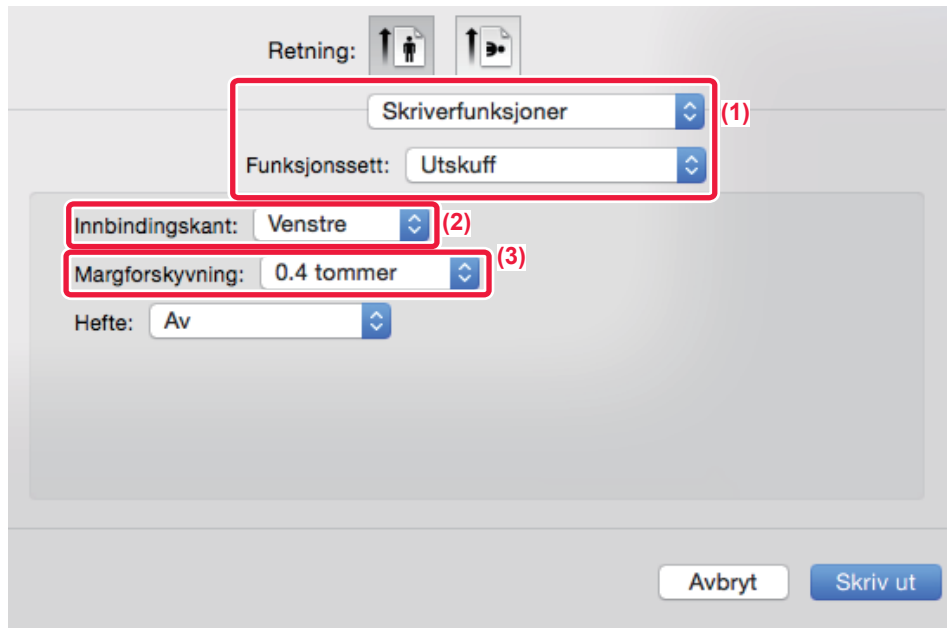 Retning:
Skriverfunksjoner (1)
Funksjonssett: Utskuff
Innbindingskant: Venstre (2)
Margforskyvning: 0.4 tommer (3)
Hefte: Av
Avbryt Skriv ut